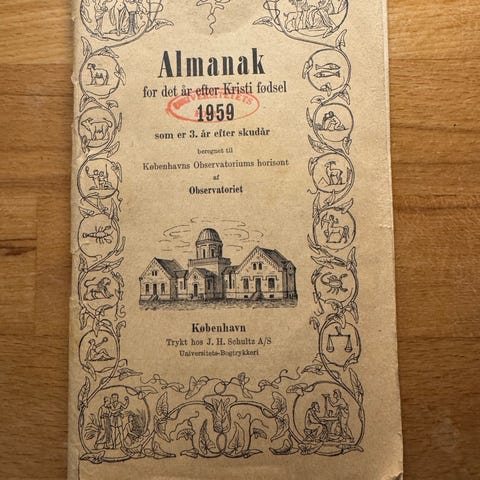 Almanak
for det år efter Kristi fødsel
UNIVERSITETS
1959
som er 3. år efter skudår
beregnet til
Københavns Observatoriums horisont
af
Observatoriet
København
Trykt hos J. H. Schultz A/S
Universitets-Bogtrykkeri